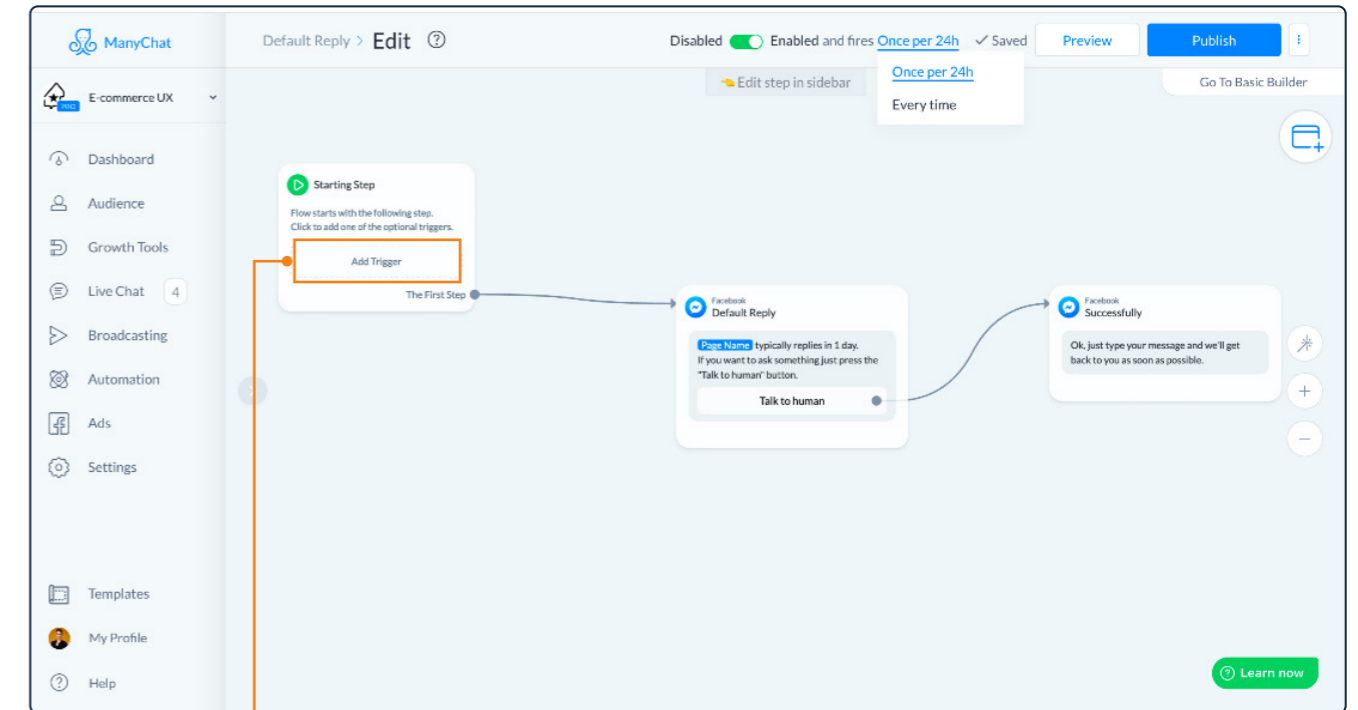 ManyChat
Default Reply > Edit ?
Disabled Enabled and fires Once per 24h ✓ Saved
Preview
Publish
E-commerce UX
PRO
Edit step in sidebar
Once per 24h
Every time
Go To Basic Builder
Dashboard
Audience
Growth Tools
Live Chat 4
Broadcasting
Automation
Ads
Settings
Templates
My Profile
Help
Starting Step
Flow starts with the following step.
Click to add one of the optional triggers.
Add Trigger
The First Step
Facebook
Default Reply
Page Name typically replies in 1 day.
If you want to ask something just press the
"Talk to human" button.
Talk to human
Facebook
Successfully
Ok, just type your message and we'll get
back to you as soon as possible.
? Learn now